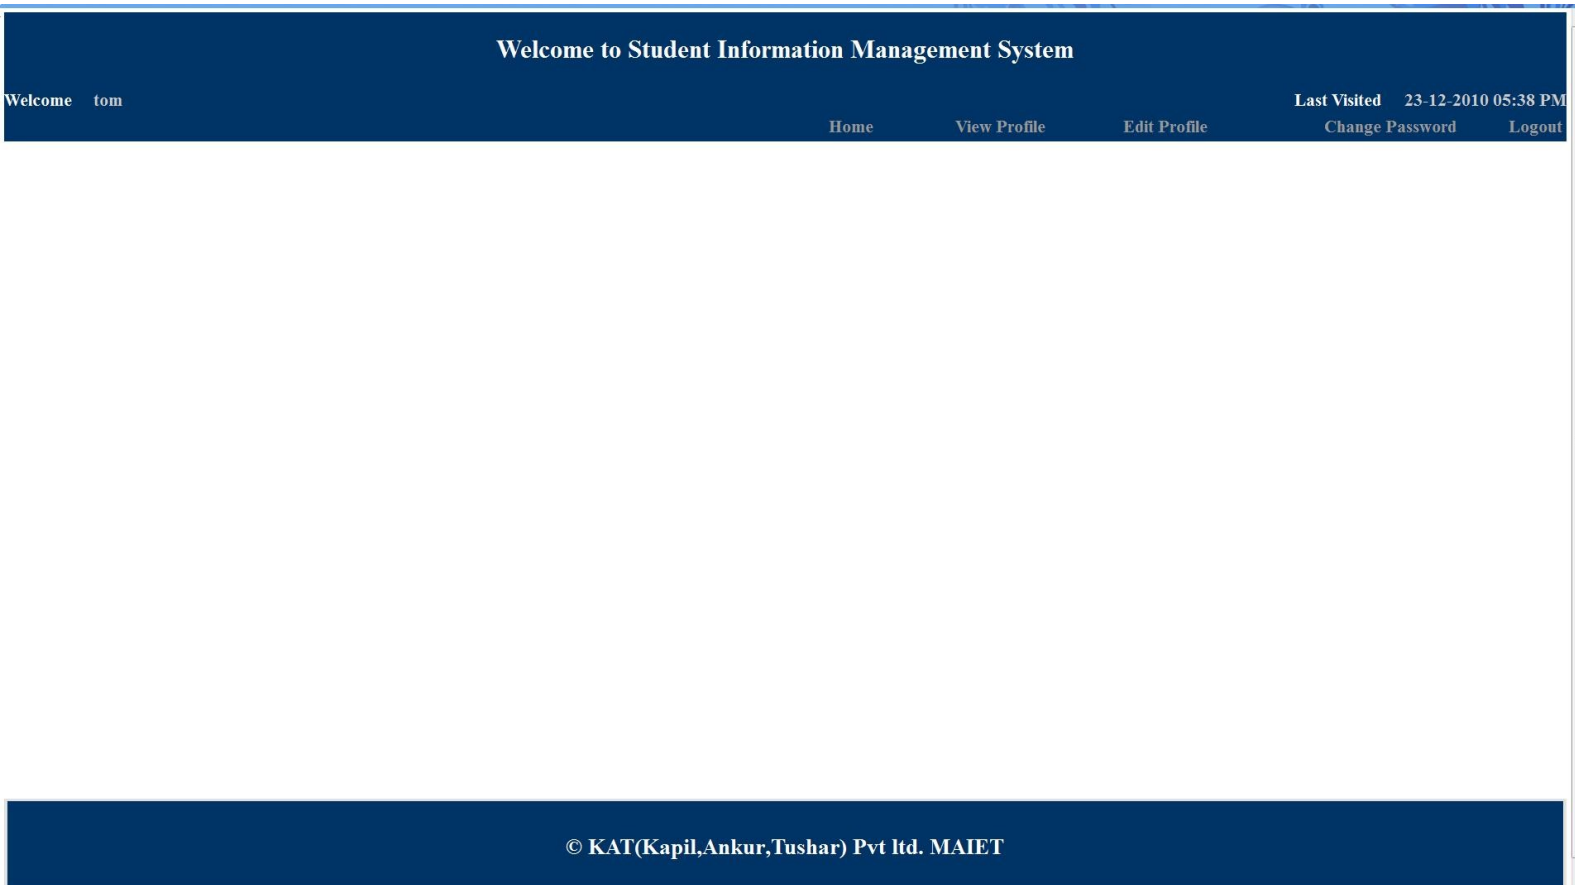 Welcome to Student Information Management System
Welcome tom Last Visited 23-12-2010 05:38 PM
Home View Profile Edit Profile Change Password Logout
© KAT(Kapil,Ankur,Tushar) Pvt ltd. MAIET